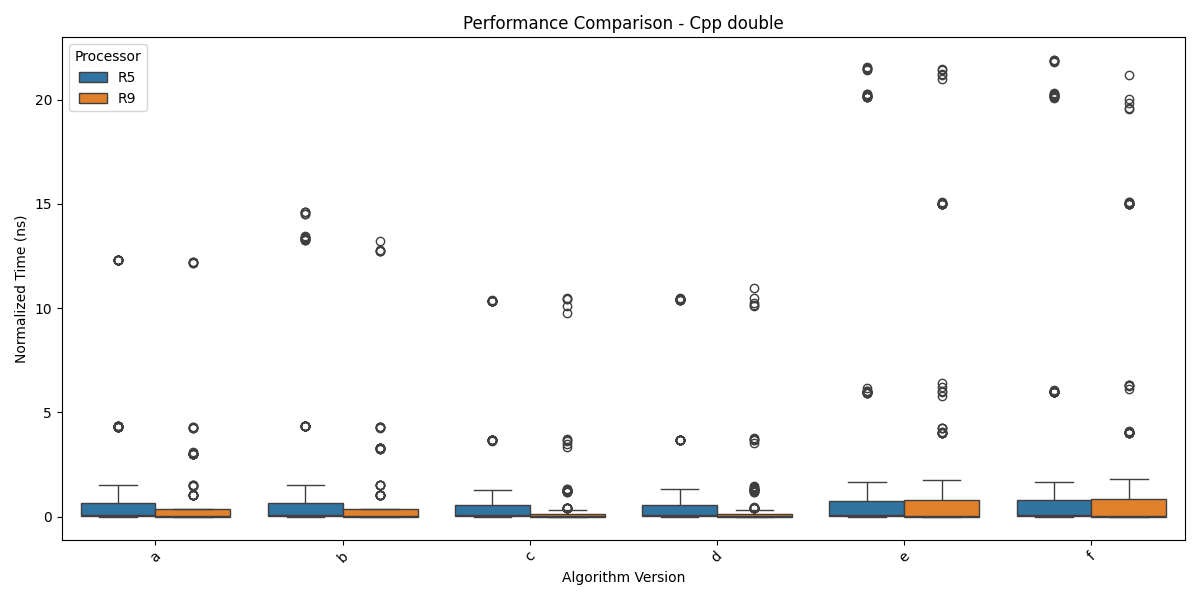 Performance Comparison - Cpp double
Processor
R5
R9
Normalized Time (ns)
20
15
10
5
0
a
b
c
d
e
f
Algorithm Version